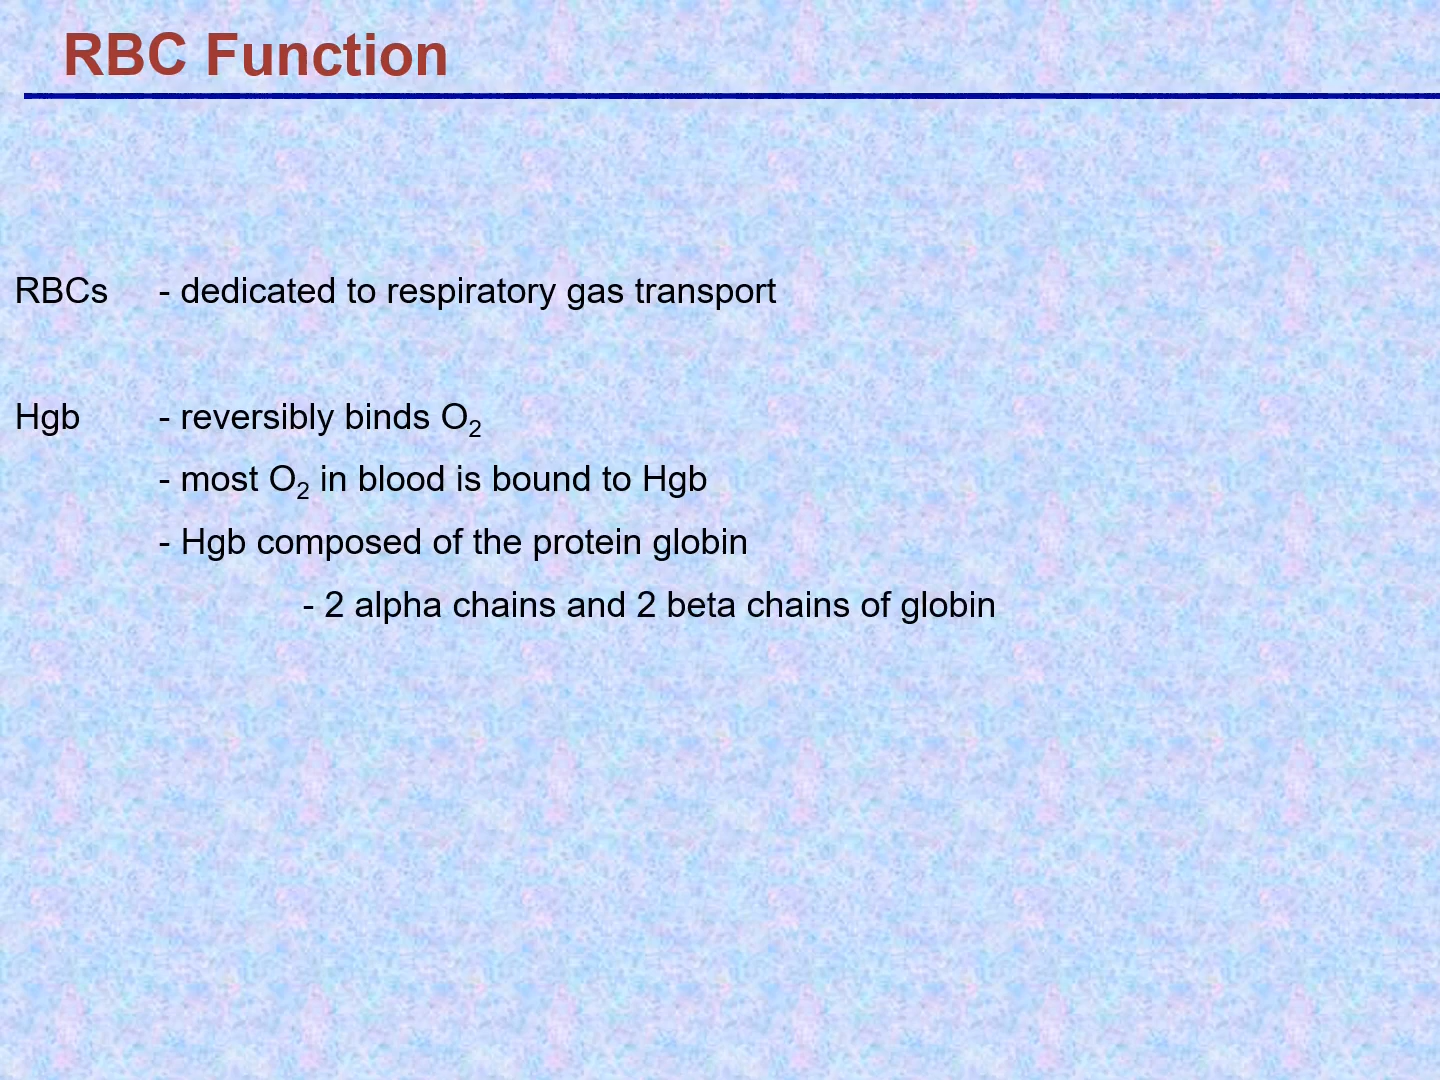 RBC Function
RBCs - dedicated to respiratory gas transport
Hgb - reversibly binds O₂
- most O₂ in blood is bound to Hgb
- Hgb composed of the protein globin
- 2 alpha chains and 2 beta chains of globin